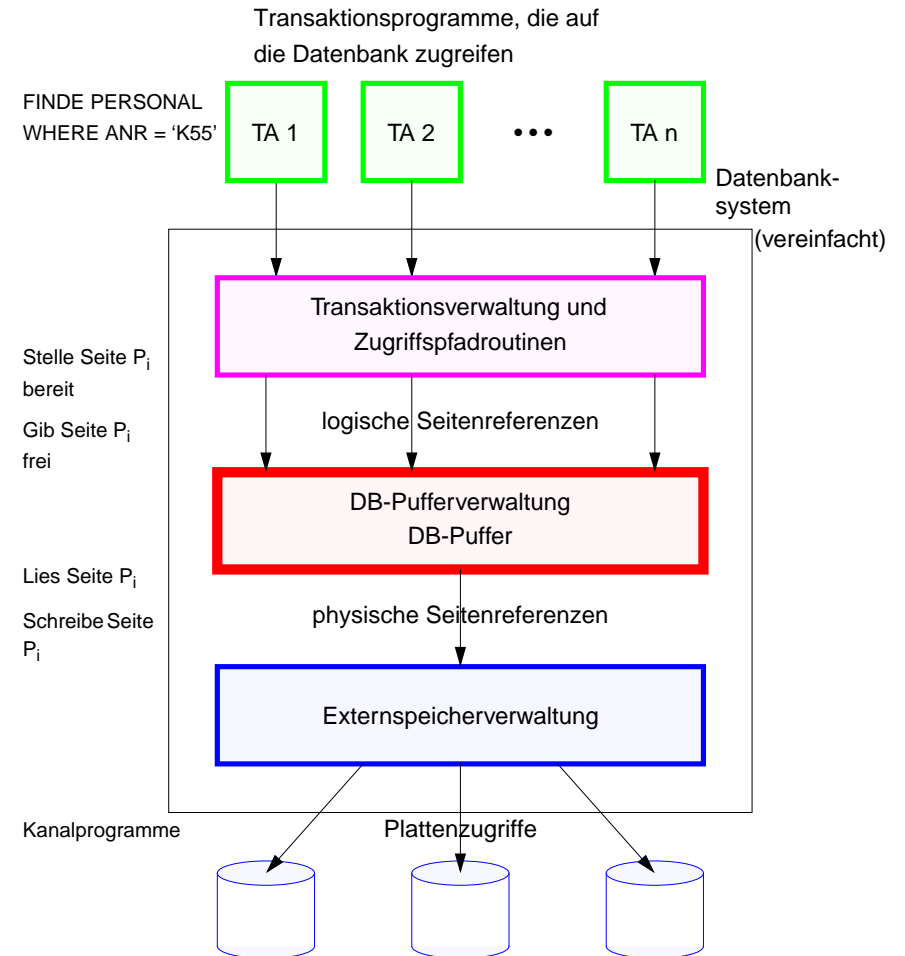 Transaktionsprogramme, die auf
die Datenbank zugreifen
FINDE PERSONAL
WHERE ANR = ‘K55’
TA 1
TA 2
•••
TA n
Datenbank-
system
(vereinfacht)
Transaktionsverwaltung und
Zugriffspfadroutinen
Stelle Seite Pi
bereit
logische Seitenreferenzen
Gib Seite Pi
frei
DB-Pufferverwaltung
DB-Puffer
Lies Seite Pi
physische Seitenreferenzen
Schreibe Seite
Pi
Externspeicherverwaltung
Kanalprogramme
Plattenzugriffe